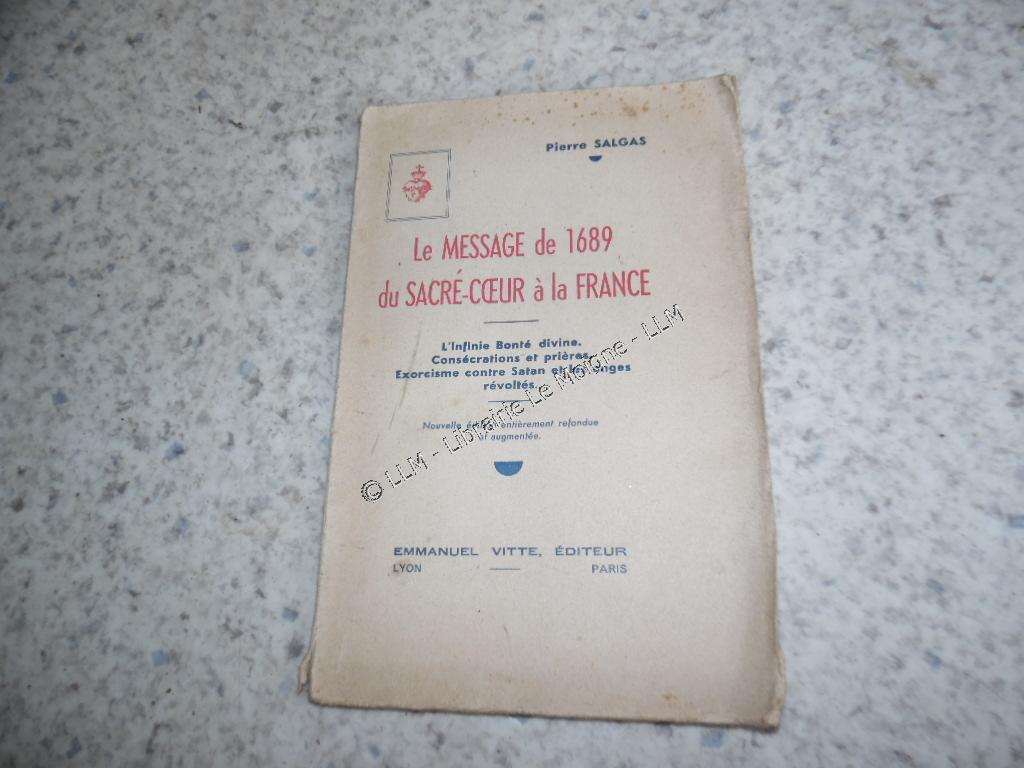 Pierre SALGAS
Le MESSAGE de 1689
du SACRÉ-CŒUR à la FRANCE
L'Infinie Bonté divine.
Consécrations et prières.
Exorcisme contre Satan et les anges
révoltés.
Nouvelle entièrement refondue
et augmentée.
© LLM - Librairie Le Moigne - LLM
EMMANUEL VITTE, ÉDITEUR
LYON PARIS